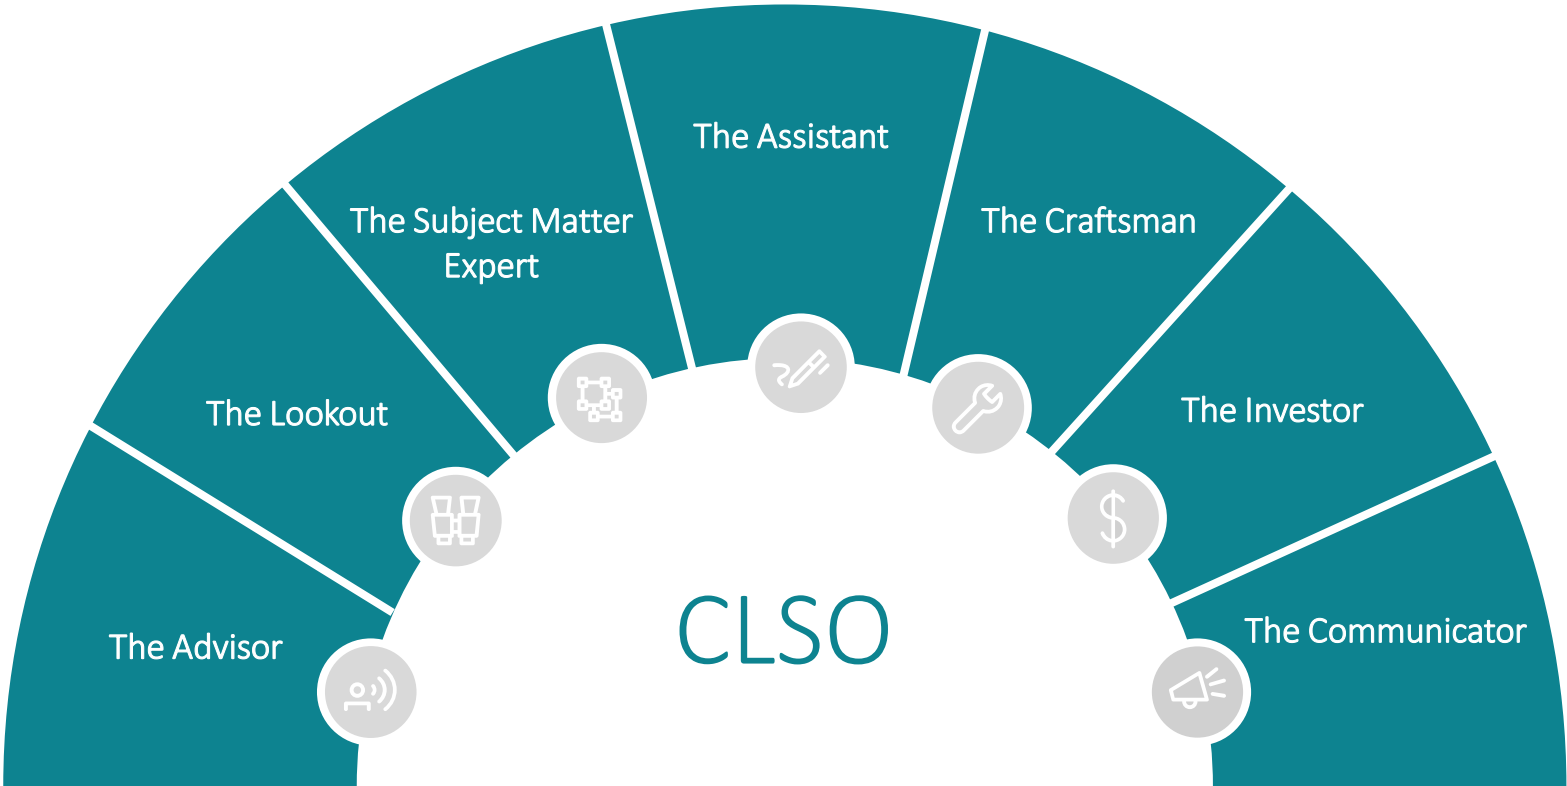 The Advisor
The Lookout
The Subject Matter
Expert
The Assistant
The Craftsman
The Investor
The Communicator
CLSO